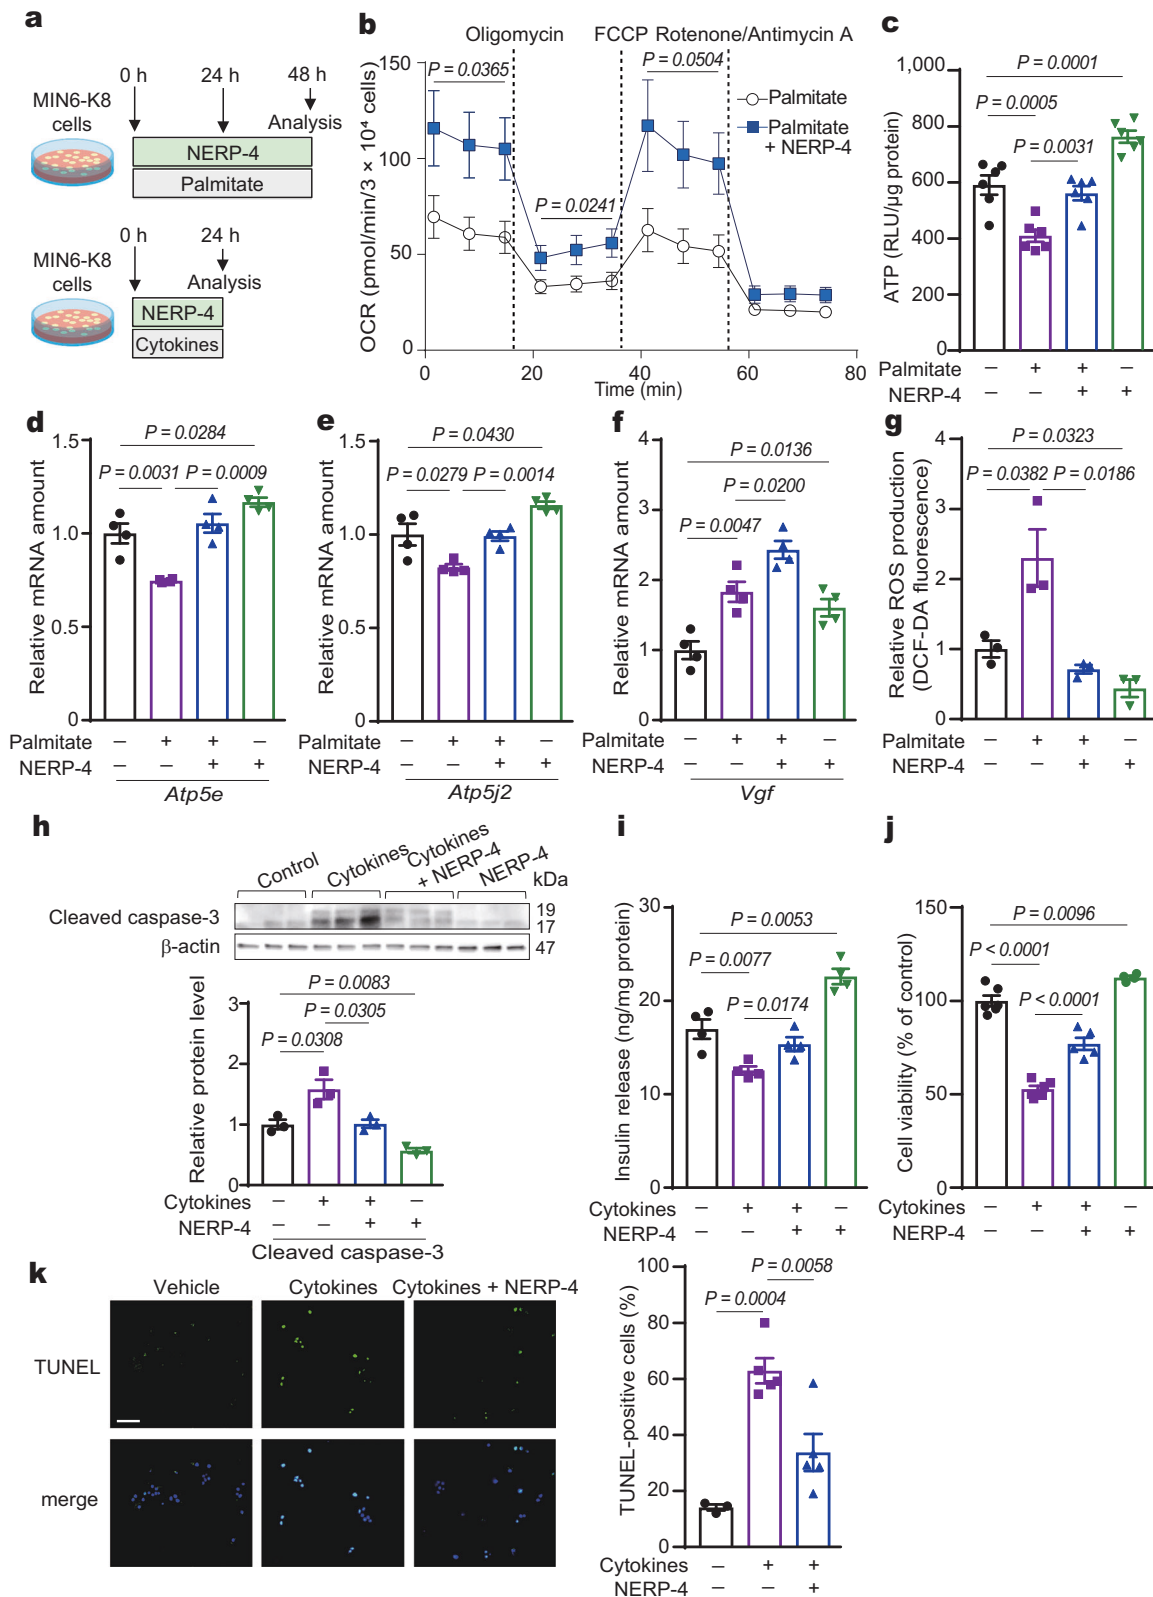 a
0 h 24 h 48 h
MIN6-K8
cells
Analysis
NERP-4
Palmitate
0 h 24 h
MIN6-K8
cells
Analysis
NERP-4
Cytokines
b
Oligomycin FCCP Rotenone/Antimycin A
P = 0.0365
P = 0.0504
P = 0.0241
Palmitate
Palmitate
+ NERP-4
OCR (pmol/min/3 × 10⁴ cells)
150
100
50
0
0 20 40 60 80
Time (min)
c
P = 0.0001
P = 0.0005
P = 0.0031
ATP (RLU/µg protein)
1,000
800
600
400
200
0
Palmitate – + + –
NERP-4 – – + +
d
P = 0.0284
P = 0.0031 P = 0.0009
Relative mRNA amount
1.5
1.0
0.5
0
Palmitate – + + –
NERP-4 – – + +
Atp5e
e
P = 0.0430
P = 0.0279 P = 0.0014
Relative mRNA amount
1.5
1.0
0.5
0
Palmitate – + + –
NERP-4 – – + +
Atp5j2
f
P = 0.0136
P = 0.0200
P = 0.0047
Relative mRNA amount
4
3
2
1
0
Palmitate – + + –
NERP-4 – – + +
Vgf
g
P = 0.0323
P = 0.0382 P = 0.0186
Relative ROS production
(DCF-DA fluorescence)
4
3
2
1
0
Palmitate – + + –
NERP-4 – – + +
h
Control
Cytokines
Cytokines
+ NERP-4
NERP-4
kDa
Cleaved caspase-3
19
17
β-actin
47
P = 0.0083
P = 0.0305
P = 0.0308
Relative protein level
3
2
1
0
Cytokines – + + –
NERP-4 – – + +
Cleaved caspase-3
i
P = 0.0053
P = 0.0077
P = 0.0174
Insulin release (ng/mg protein)
30
20
10
0
Cytokines – + + –
NERP-4 – – + +
j
P = 0.0096
P < 0.0001
P < 0.0001
Cell viability (% of control)
150
100
50
0
Cytokines – + + –
NERP-4 – – + +
k
Vehicle Cytokines Cytokines + NERP-4
TUNEL
merge
P = 0.0058
P = 0.0004
TUNEL-positive cells (%)
100
80
60
40
20
0
Cytokines – + +
NERP-4 – – +